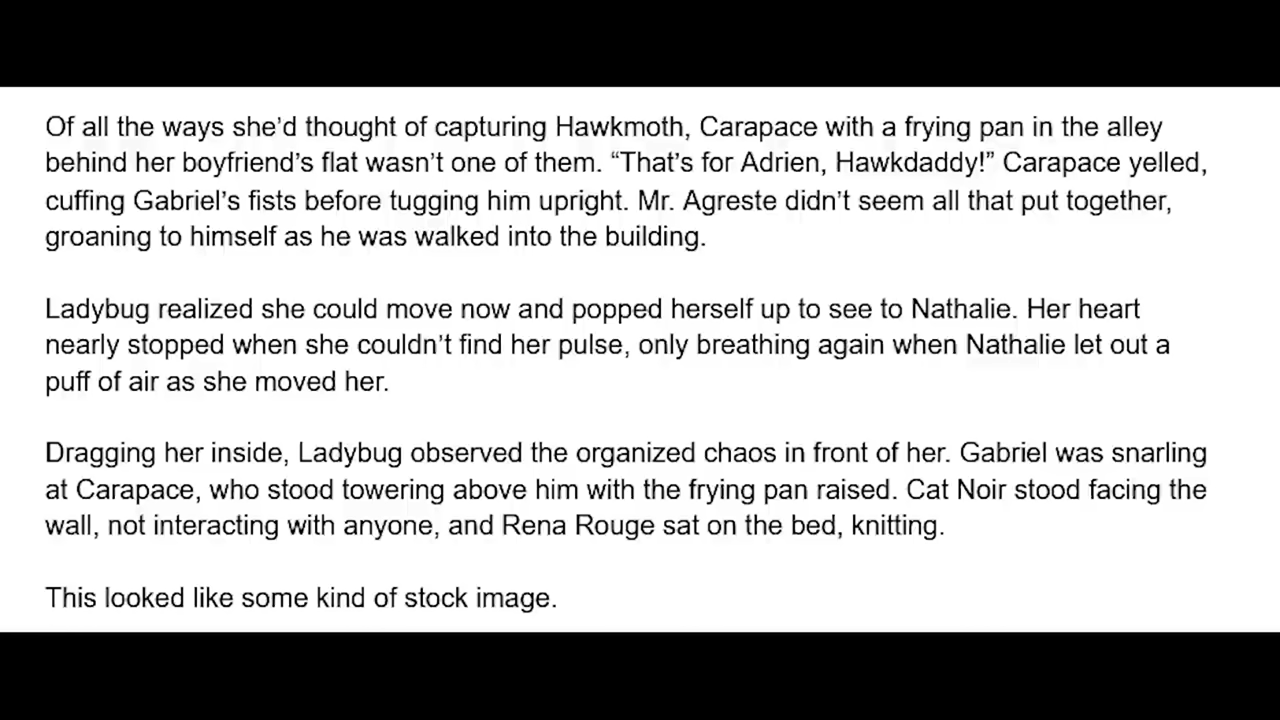 Of all the ways she’d thought of capturing Hawkmoth, Carapace with a frying pan in the alley
behind her boyfriend’s flat wasn’t one of them. “That’s for Adrien, Hawkdaddy!” Carapace yelled,
cuffing Gabriel’s fists before tugging him upright. Mr. Agreste didn’t seem all that put together,
groaning to himself as he was walked into the building.
Ladybug realized she could move now and popped herself up to see to Nathalie. Her heart
nearly stopped when she couldn’t find her pulse, only breathing again when Nathalie let out a
puff of air as she moved her.
Dragging her inside, Ladybug observed the organized chaos in front of her. Gabriel was snarling
at Carapace, who stood towering above him with the frying pan raised. Cat Noir stood facing the
wall, not interacting with anyone, and Rena Rouge sat on the bed, knitting.
This looked like some kind of stock image.